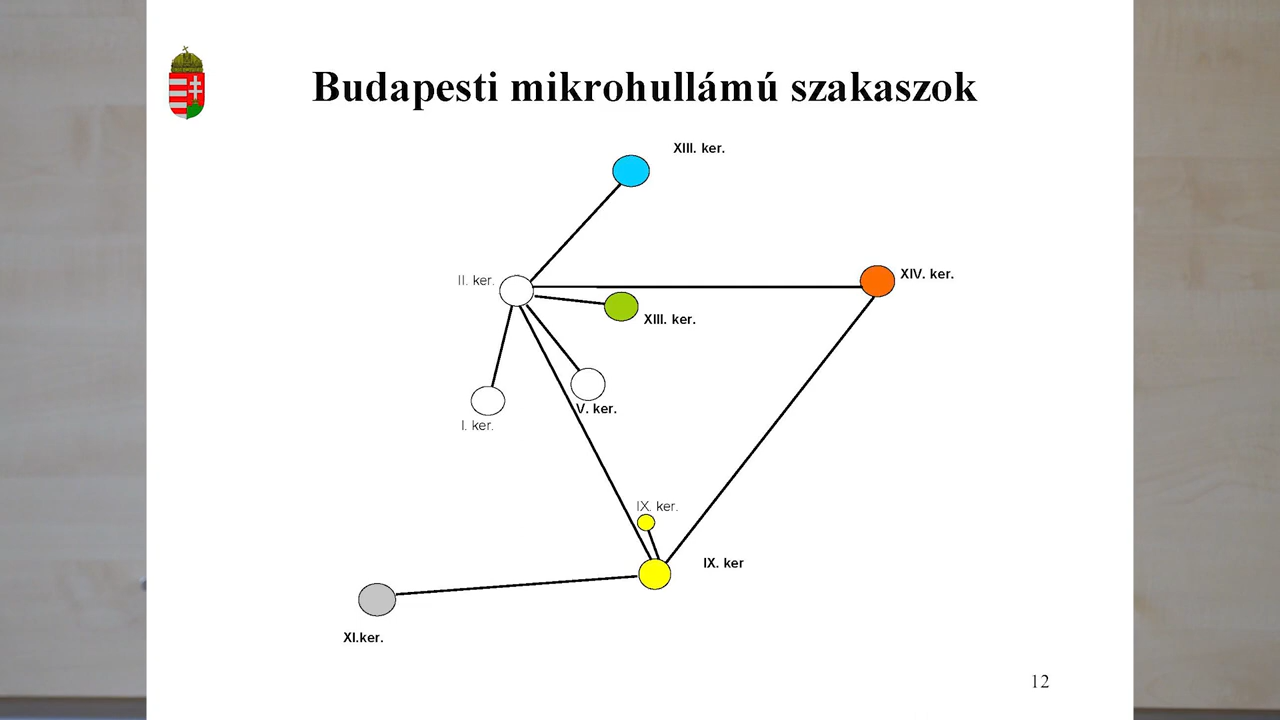 Budapesti mikrohullámú szakaszok
XIII. ker.
II. ker.
XIV. ker.
XIII. ker.
I. ker.
V. ker.
IX. ker.
IX. ker
XI.ker.
12